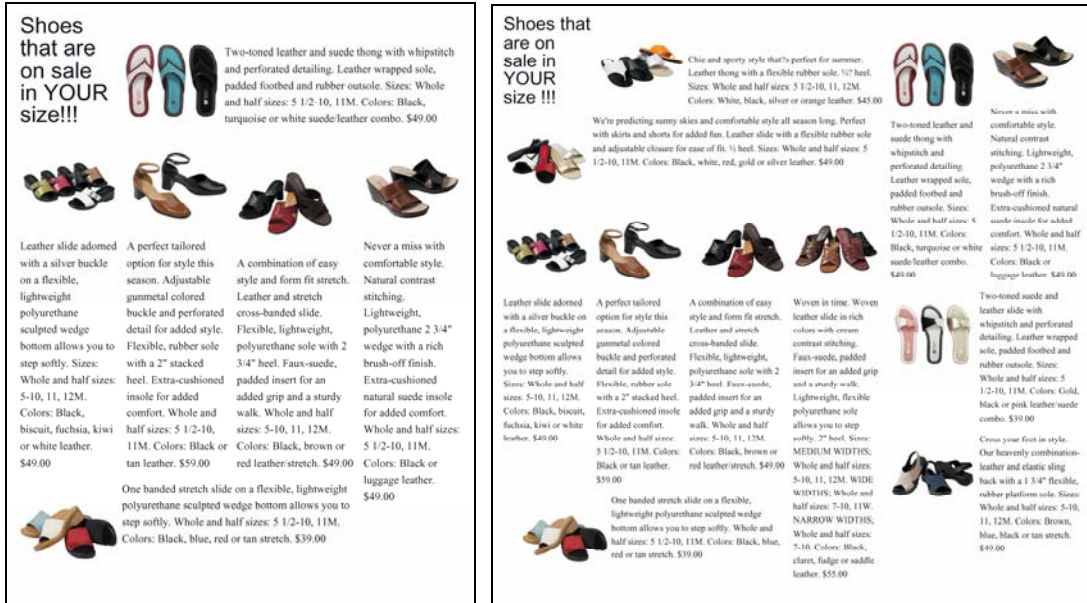 Shoes
that are
on sale
in YOUR
size!!!
Two-toned leather and suede thong with whipstitch
and perforated detailing. Leather wrapped sole,
padded footbed and rubber outsole. Sizes: Whole
and half sizes: 5 1/2-10, 11M. Colors: Black,
turquoise or white suede/leather combo. $49.00
Leather slide adorned
with a silver buckle
on a flexible,
lightweight
polyurethane
sculpted wedge
bottom allows you to
step softly. Sizes:
Whole and half sizes:
5-10, 11, 12M.
Colors: Black, biscuit,
fuchsia, kiwi
or white leather.
$49.00
A perfect tailored
option for style this
season. Adjustable
gunmetal colored
buckle and perforated
detail for added style.
Flexible, rubber sole
with a 2" stacked
heel. Extra-cushioned
insole for added
comfort. Whole and
half sizes: 5 1/2-10,
11M. Colors: Black or
tan leather. $59.00
A combination of easy
style and form fit stretch.
Leather and stretch
cross-banded slide.
Flexible, lightweight,
polyurethane sole with 2
3/4" heel. Faux-suede,
padded insert for an
added grip and a sturdy
walk. Whole and half
sizes: 5-10, 11, 12M.
Colors: Black, brown or
red leather/stretch. $49.00
Never a miss with
comfortable style.
Natural contrast
stitching.
Lightweight,
polyurethane 2 3/4"
wedge with a rich
brush-off finish.
Extra-cushioned
natural suede insole
for added comfort.
Whole and half sizes:
5 1/2-10, 11M.
Colors: Black or
luggage leather.
$49.00
One banded stretch slide on a flexible, lightweight
polyurethane sculpted wedge bottom allows you to
step softly. Whole and half sizes: 5 1/2-10, 11M.
Colors: Black, blue, red or tan stretch. $39.00
Shoes that
are on
sale in
YOUR
size !!!
Chic and sporty style that?s perfect for summer.
Leather thong with a flexible rubber sole. ½? heel.
Sizes: Whole and half sizes: 5 1/2-10, 11, 12M.
Colors: White, black, silver or orange leather. $45.00
We're predicting sunny skies and comfortable style all season long. Perfect
with skirts and shorts for added fun. Leather slide with a flexible rubber sole
and adjustable closure for ease of fit. ½ heel. Sizes: Whole and half sizes: 5
1/2-10, 11M. Colors: Black, white, red, gold or silver leather. $49.00
Two-toned leather and
suede thong with
whipstitch and
perforated detailing.
Leather wrapped sole,
padded footbed and
rubber outsole. Sizes:
Whole and half sizes: 5
1/2-10, 11M. Colors:
Black, turquoise or white
suede/leather combo.
$49.00
Never a miss with
comfortable style.
Natural contrast
stitching. Lightweight,
polyurethane 2 3/4"
wedge with a rich
brush-off finish.
Extra-cushioned natural
suede insole for added
comfort. Whole and half
sizes: 5 1/2-10, 11M.
Colors: Black or
luggage leather. $49.00
Leather slide adorned
with a silver buckle on
a flexible, lightweight
polyurethane sculpted
wedge bottom allows
you to step softly.
Sizes: Whole and half
sizes: 5-10, 11, 12M.
Colors: Black, biscuit,
fuchsia, kiwi or white
leather. $49.00
A perfect tailored
option for style this
season. Adjustable
gunmetal colored
buckle and perforated
detail for added style.
Flexible, rubber sole
with a 2" stacked heel.
Extra-cushioned insole
for added comfort.
Whole and half sizes:
5 1/2-10, 11M. Colors:
Black or tan leather.
$59.00
A combination of easy
style and form fit stretch.
Leather and stretch
cross-banded slide.
Flexible, lightweight,
polyurethane sole with 2
3/4" heel. Faux-suede,
padded insert for an
added grip and a sturdy
walk. Whole and half
sizes: 5-10, 11, 12M.
Colors: Black, brown or
red leather/stretch. $49.00
Woven in time. Woven
leather slide in rich
colors with cream
contrast stitching.
Faux-suede, padded
insert for an added grip
and a sturdy walk.
Lightweight, flexible
polyurethane sole
allows you to step
softly. 2" heel. Sizes:
MEDIUM WIDTHS;
Whole and half sizes:
5-10, 11, 12M. WIDE
WIDTHS; Whole and
half sizes: 7-10, 11W.
NARROW WIDTHS;
Whole and half sizes:
7-10. Colors: Black,
claret, fudge or saddle
leather. $55.00
Two-toned suede and
leather slide with
whipstitch and perforated
detailing. Leather wrapped
sole, padded footbed and
rubber outsole. Sizes:
Whole and half sizes: 5
1/2-10, 11M. Colors: Gold,
black or pink leather/suede
combo. $39.00
Cross your foot in style.
Our heavenly combination-
leather and elastic sling
back with a 1 3/4" flexible,
rubber platform sole. Sizes:
Whole and half sizes: 5-10,
11, 12M. Colors: Brown,
blue, black or tan stretch.
$49.00
One banded stretch slide on a flexible,
lightweight polyurethane sculpted wedge
bottom allows you to step softly. Whole and
half sizes: 5 1/2-10, 11M. Colors: Black, blue,
red or tan stretch. $39.00